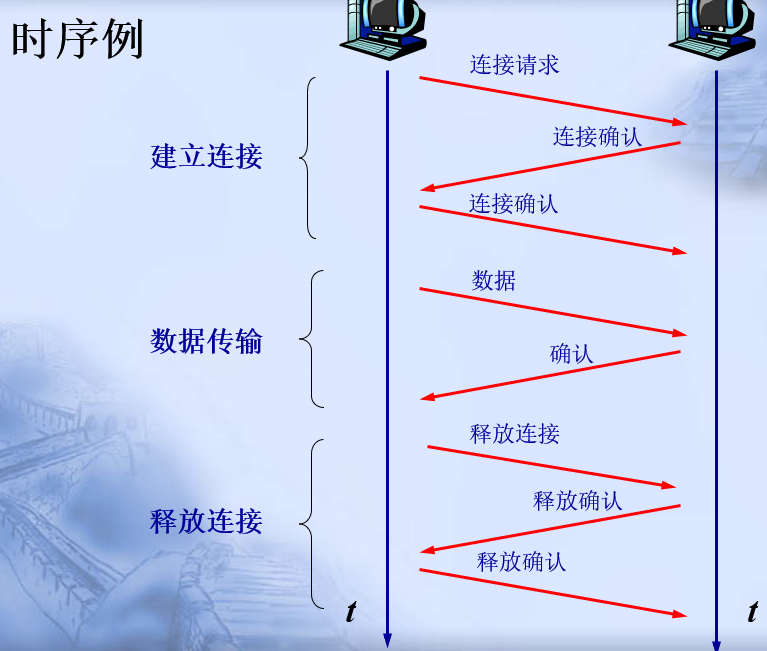 时序例
连接请求
连接确认
建立连接
连接确认
数据
数据传输
确认
释放连接
释放确认
释放连接
释放确认
t
t